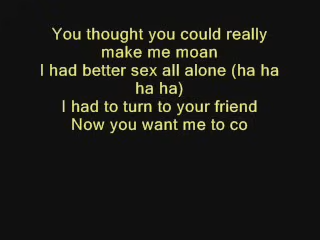 You thought you could really
make me moan
I had better sex all alone (ha ha
ha ha)
I had to turn to your friend
Now you want me to co